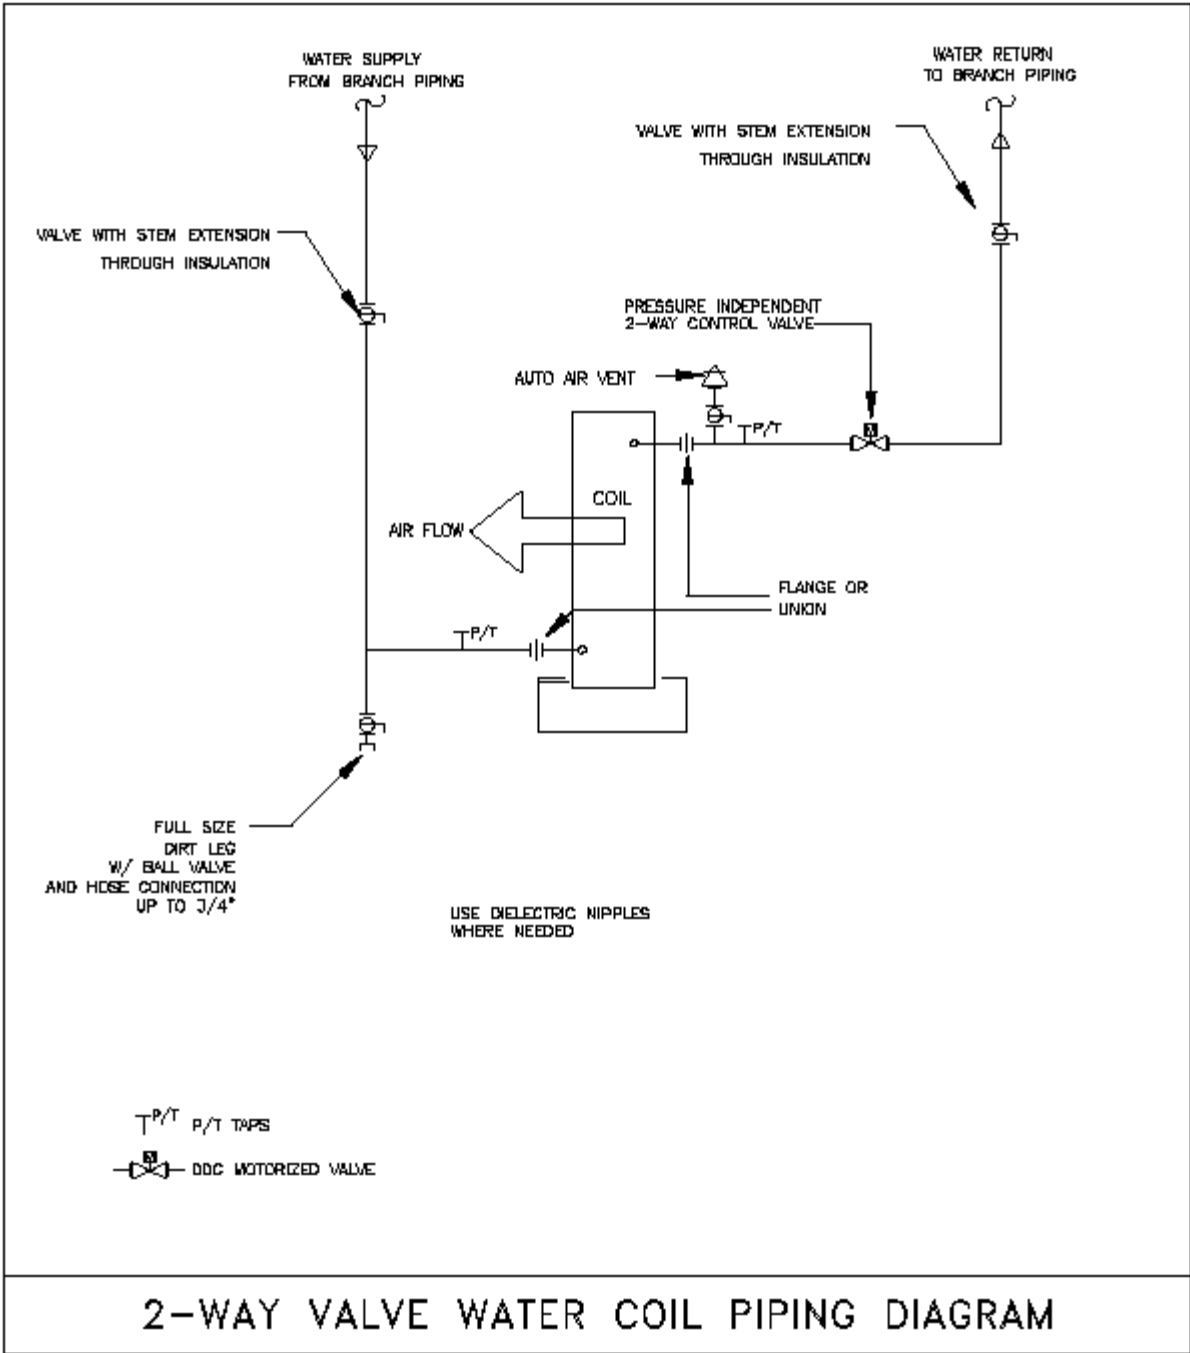 WATER SUPPLY
FROM BRANCH PIPING
WATER RETURN
TO BRANCH PIPING
VALVE WITH STEM EXTENSION
THROUGH INSULATION
VALVE WITH STEM EXTENSION
THROUGH INSULATION
PRESSURE INDEPENDENT
2-WAY CONTROL VALVE
AUTO AIR VENT
M
P/T
COIL
AIR FLOW
FLANGE OR
UNION
P/T
FULL SIZE
DIRT LEG
W/ BALL VALVE
AND HOSE CONNECTION
UP TO 3/4"
USE DIELECTRIC NIPPLES
WHERE NEEDED
P/T P/T TAPS
M
DDC MOTORIZED VALVE
2-WAY VALVE WATER COIL PIPING DIAGRAM